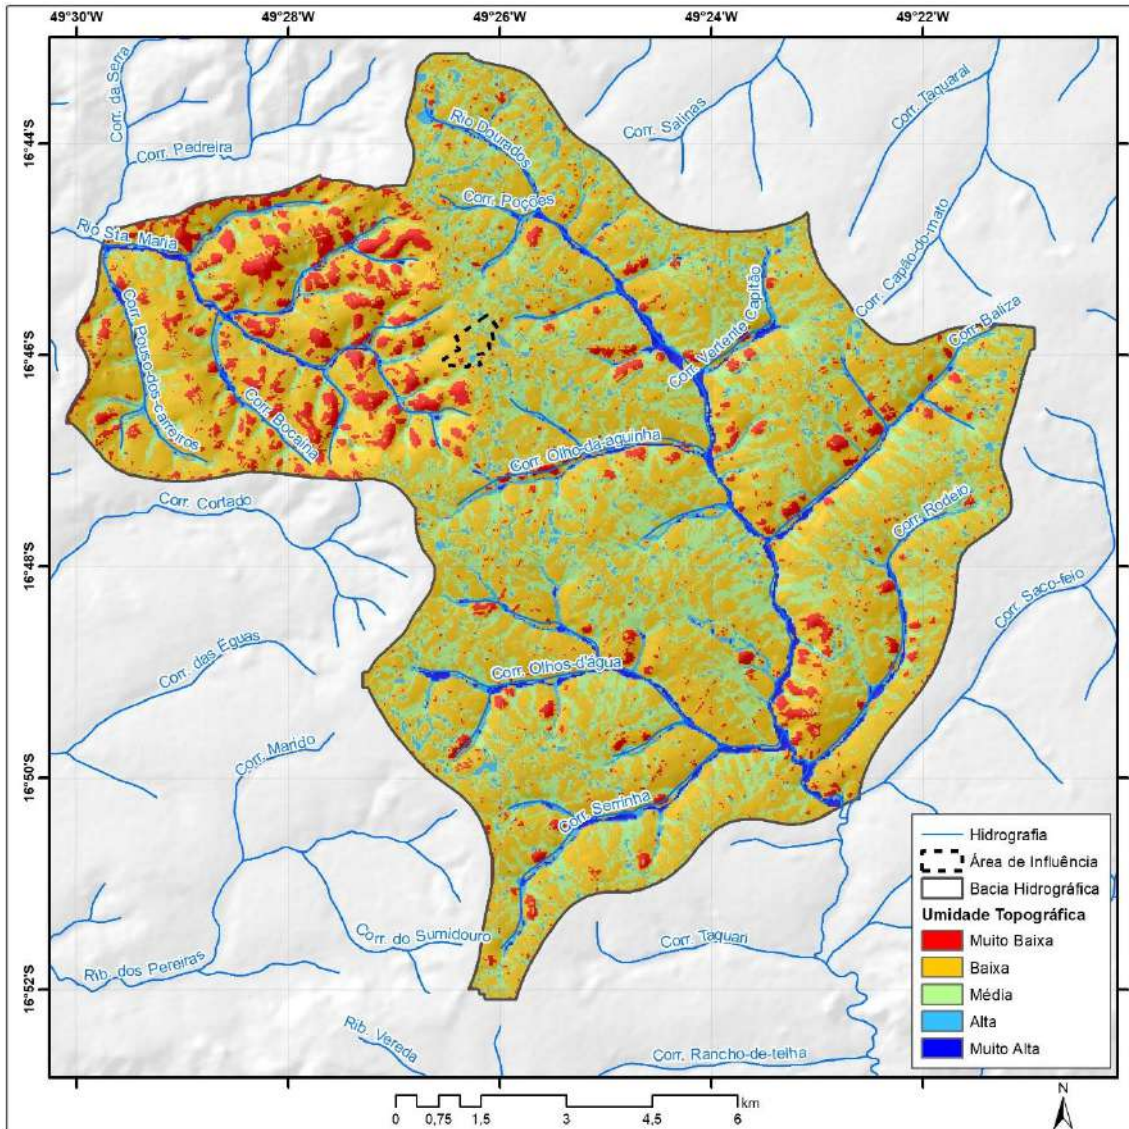 49°30'W
49°28'W
49°26'W
49°24'W
49°22'W
16°44'S
16°46'S
16°48'S
16°50'S
16°52'S
Corr. da Serra
Corr. Pedreira
Rio Dourados
Corr. Salinas
Corr. Taquaral
Corr. Poções
Rio Sta. Maria
Corr. Capão-do-mato
Corr. Vertente Capitão
Corr. Baliza
Corr. Pouso-dos-carreiros
Corr. Bocaina
Corr. Olho-da-aguinha
Corr. Cortado
Corr. Rodeio
Corr. Saco-feio
Corr. das Éguas
Corr. Olhos-d'água
Corr. Marido
Corr. Serrinha
Corr. do Sumidouro
Corr. Taquari
Rib. dos Pereiras
Rib. Vereda
Corr. Rancho-de-telha
Hidrografia
Área de Influência
Bacia Hidrográfica
Umidade Topográfica
Muito Baixa
Baixa
Média
Alta
Muito Alta
km
0 0,75 1,5 3 4,5 6
N